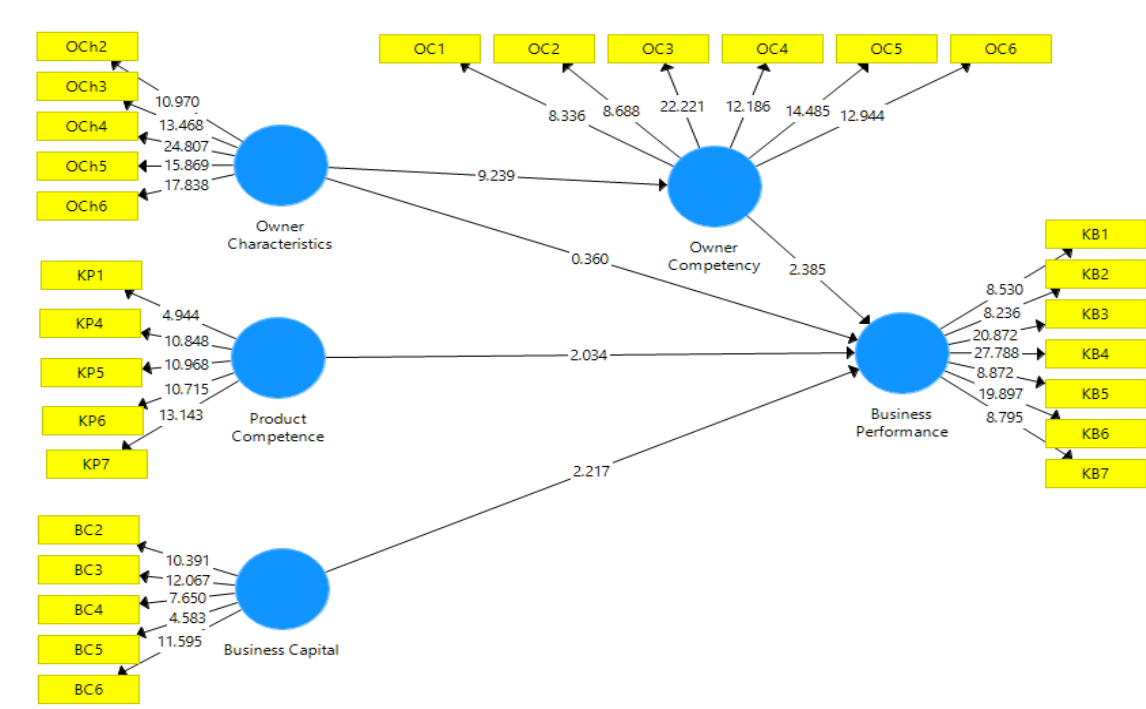 OCh2
OCh3
OCh4
OCh5
OCh6
10.970
13.468
24.807
15.869
17.838
Owner
Characteristics
OC1
OC2
OC3
OC4
OC5
OC6
8.336
8.688
22.221
12.186
14.485
12.944
9.239
Owner
Competency
0.360
2.385
KP1
KP4
KP5
KP6
KP7
4.944
10.848
10.968
10.715
13.143
Product
Competence
2.034
KB1
KB2
KB3
KB4
KB5
KB6
KB7
8.530
8.236
20.872
27.788
8.872
19.897
8.795
Business
Performance
2.217
BC2
BC3
BC4
BC5
BC6
10.391
12.067
7.650
4.583
11.595
Business Capital